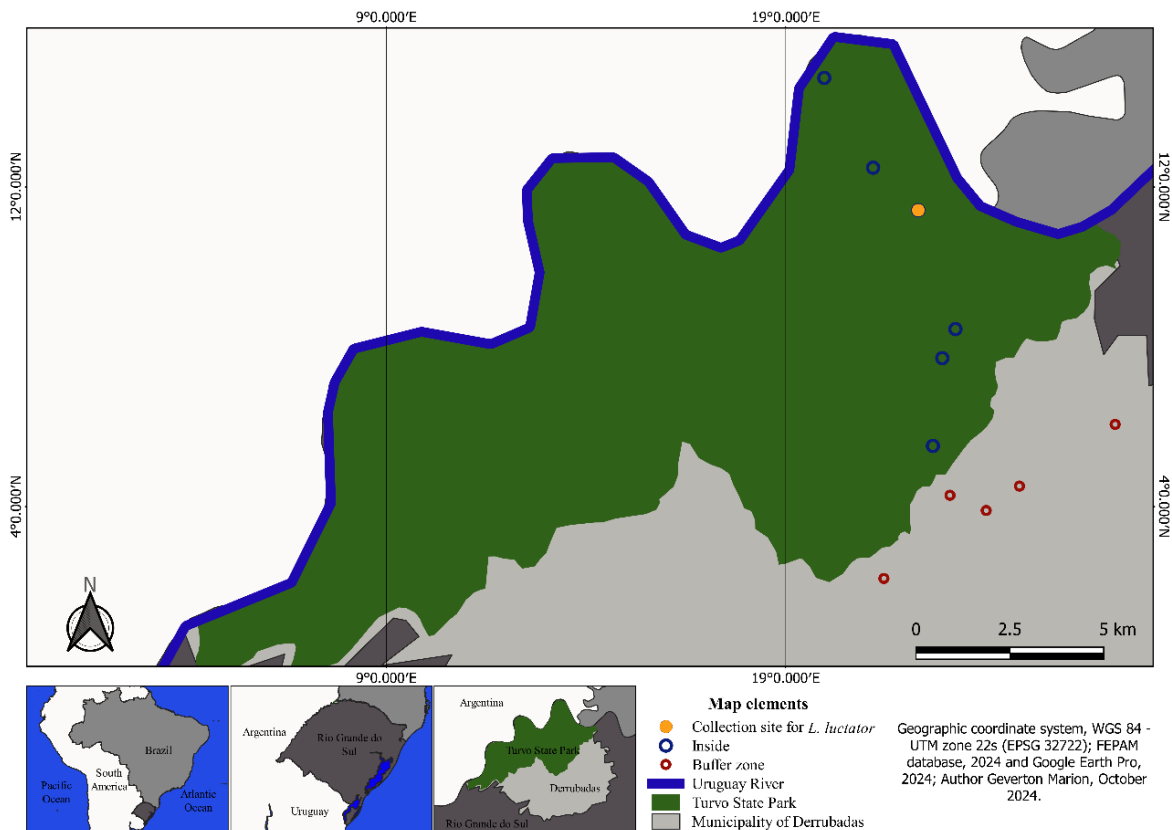 9°0.000'E
19°0.000'E
12°0.000'N
12°0.000'N
4°0.000'N
4°0.000'N
N
0 2.5 5 km
9°0.000'E
19°0.000'E
Brazil
South
America
Pacific
Ocean
Atlantic
Ocean
Argentina
Rio Grande do
Sul
Uruguay
Argentina
Turvo State Park
Derrubadas
Rio Grande do Sul
Map elements
Collection site for L. luctator
Inside
Buffer zone
Uruguay River
Turvo State Park
Municipality of Derrubadas
Geographic coordinate system, WGS 84 -
UTM zone 22s (EPSG 32722); FEPAM
database, 2024 and Google Earth Pro,
2024; Author Geverton Marion, October
2024.